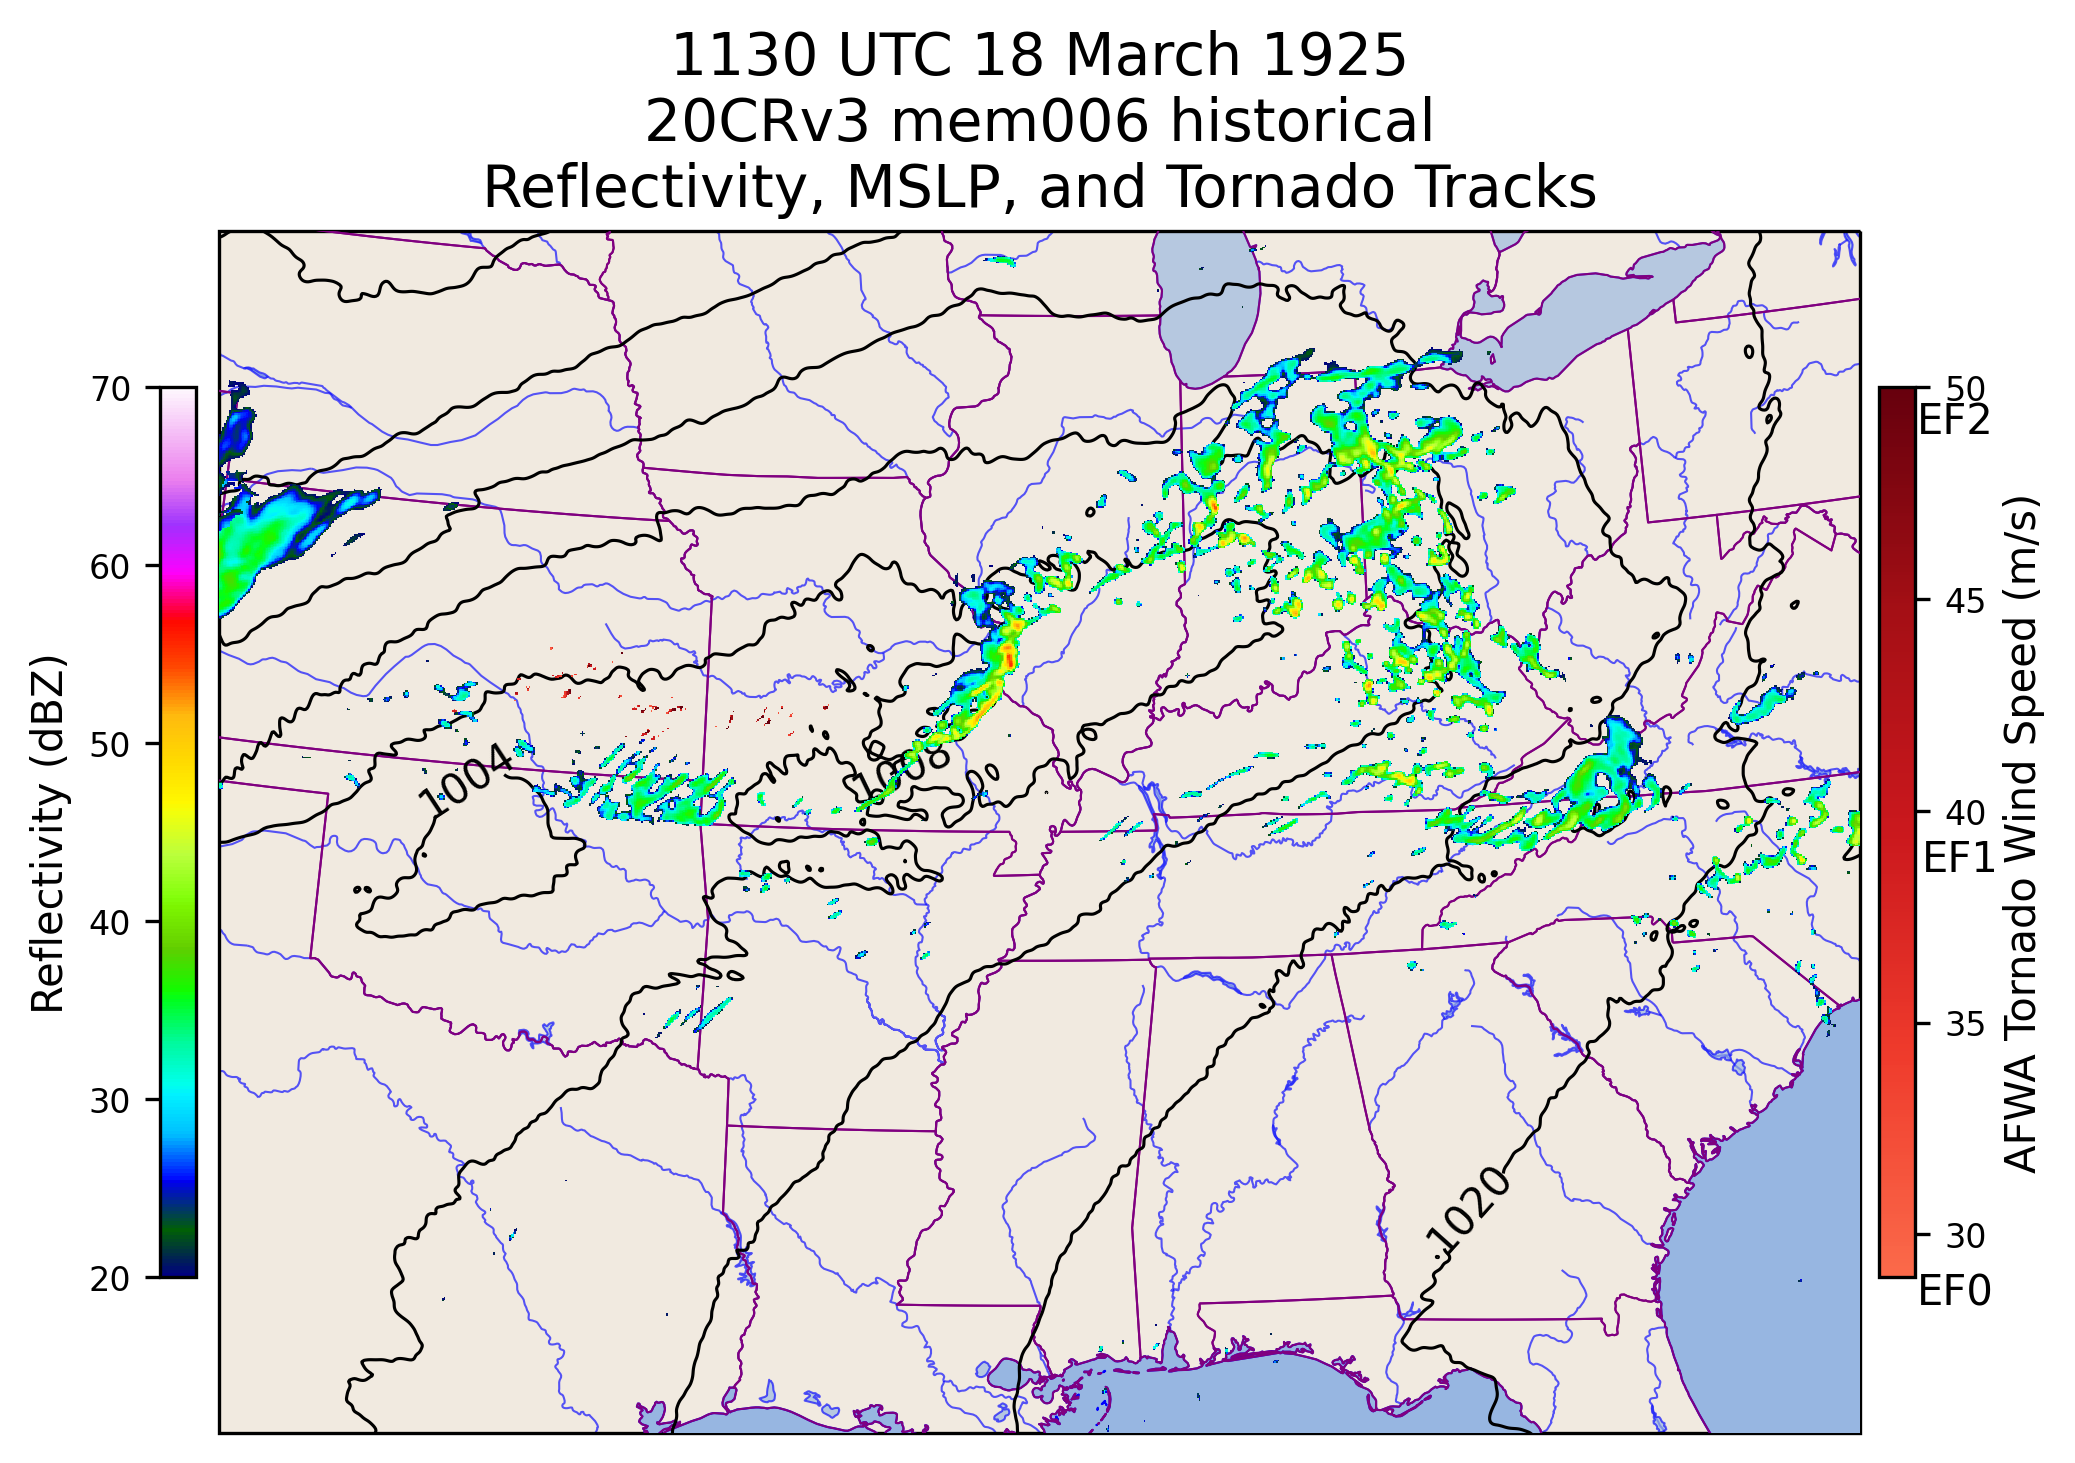 1130 UTC 18 March 1925
20CRv3 mem006 historical
Reflectivity, MSLP, and Tornado Tracks
Reflectivity (dBZ)
70
60
50
40
30
20
1004
1008
1020
50
EF2
45
40
EF1
35
30
EF0
AFWA Tornado Wind Speed (m/s)